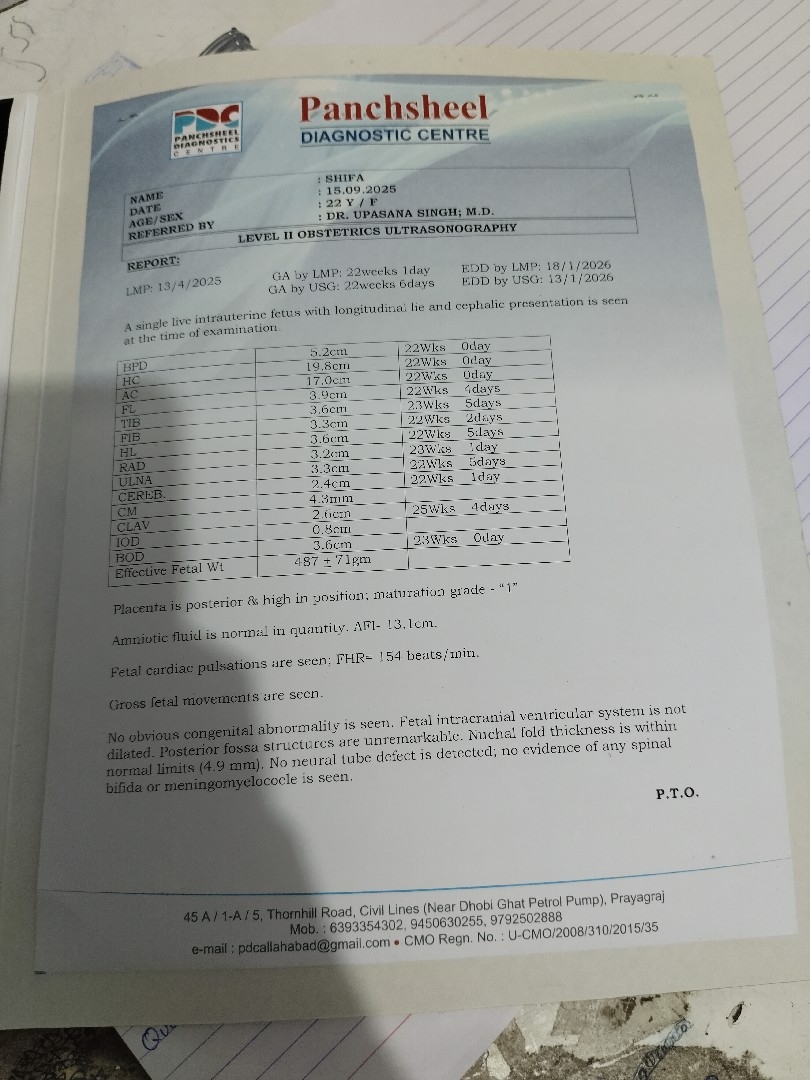 PDC
PANCHSHEEL
DIAGNOSTICS
CENTRE
Panchsheel
DIAGNOSTIC CENTRE
NAME : SHIFA
DATE : 15.09.2025
AGE/SEX : 22 Y / F
REFERRED BY : DR. UPASANA SINGH; M.D.
LEVEL II OBSTETRICS ULTRASONOGRAPHY
REPORT:
LMP: 13/4/2025 GA by LMP: 22weeks 1day EDD by LMP: 18/1/2026
GA by USG: 22weeks 6days EDD by USG: 13/1/2026
A single live intrauterine fetus with longitudinal lie and cephalic presentation is seen
at the time of examination.
BPD 5.2cm 22Wks 0day
HC 19.8cm 22Wks 0day
AC 17.0cm 22Wks 0day
FL 3.9cm 22Wks 4days
TIB 3.6cm 23Wks 5days
FIB 3.3cm 22Wks 2days
HL 3.6cm 22Wks 5days
RAD 3.2cm 23Wks 1day
ULNA 3.3cm 22Wks 5days
CEREB. 2.4cm 22Wks 1day
CM 4.3mm
CLAV 2.6cm 25Wks 4days
IOD 0.8cm
BOD 3.6cm 23Wks 0day
Effective Fetal Wt 487 ± 71gm
Placenta is posterior & high in position; maturation grade - "1"
Amniotic fluid is normal in quantity. AFI- 13.1cm.
Fetal cardiac pulsations are seen; FHR= 154 beats/min.
Gross fetal movements are seen.
No obvious congenital abnormality is seen. Fetal intracranial ventricular system is not
dilated. Posterior fossa structures are unremarkable. Nuchal fold thickness is within
normal limits (4.9 mm). No neural tube defect is detected; no evidence of any spinal
bifida or meningomyelococle is seen.
P.T.O.
45 A / 1-A / 5, Thornhill Road, Civil Lines (Near Dhobi Ghat Petrol Pump), Prayagraj
Mob. : 6393354302, 9450630255, 9792502888
e-mail : pdcallahabad@gmail.com • CMO Regn. No. : U-CMO/2008/310/2015/35